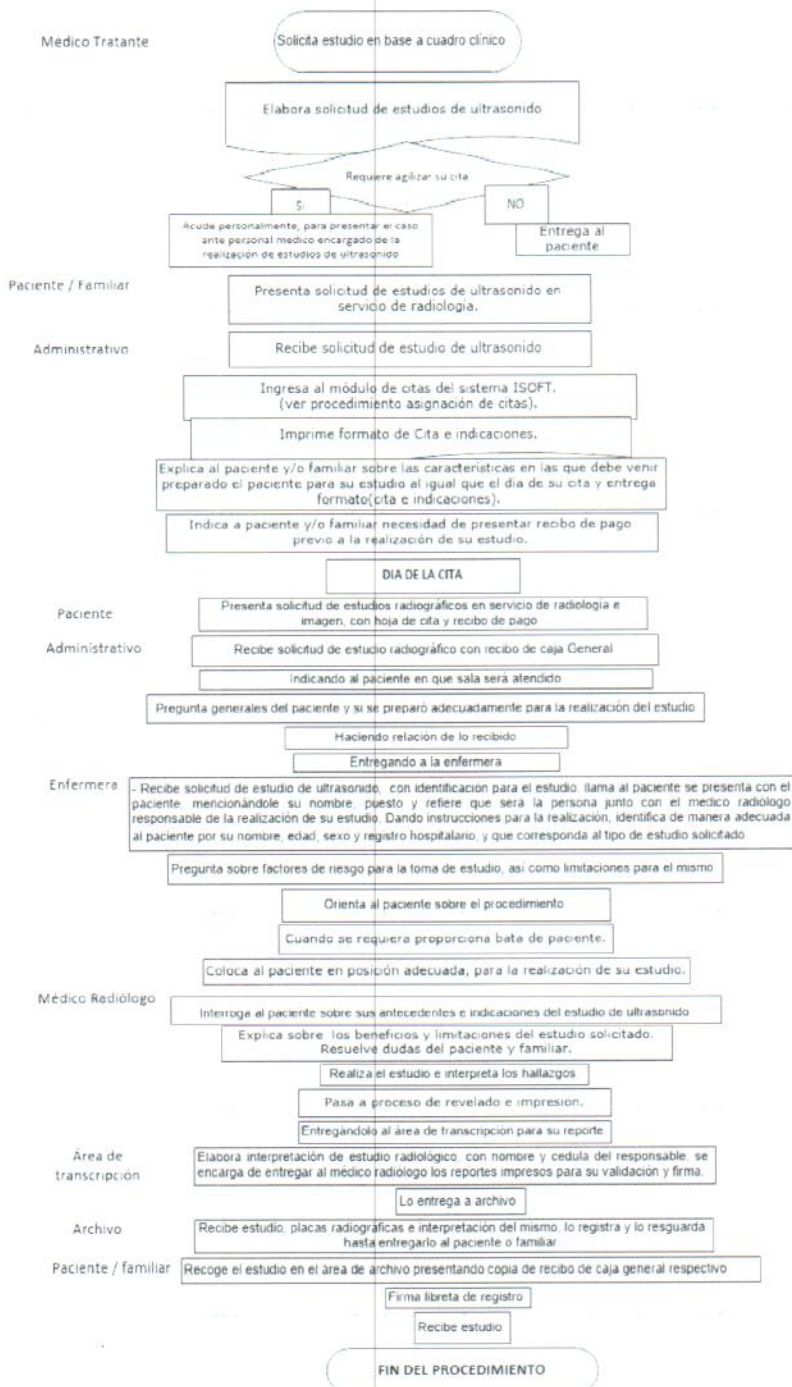 Médico Tratante
Solicita estudio en base a cuadro clínico
Elabora solicitud de estudios de ultrasonido
Requiere agilizar su cita
SI
NO
Acude personalmente, para presentar el caso
ante personal medico encargado de la
realización de estudios de ultrasonido
Entrega al
paciente
Paciente / Familiar
Presenta solicitud de estudios de ultrasonido en
servicio de radiología.
Administrativo
Recibe solicitud de estudio de ultrasonido
Ingresa al módulo de citas del sistema ISOFT.
(ver procedimiento asignación de citas).
Imprime formato de Cita e indicaciones.
Explica al paciente y/o familiar sobre las características en las que debe venir
preparado el paciente para su estudio al igual que el día de su cita y entrega
formato(cita e indicaciones).
Indica a paciente y/o familiar necesidad de presentar recibo de pago
previo a la realización de su estudio.
DIA DE LA CITA
Paciente
Presenta solicitud de estudios radiográficos en servicio de radiología e
imagen, con hoja de cita y recibo de pago
Administrativo
Recibe solicitud de estudio radiográfico con recibo de caja General
Indicando al paciente en que sala será atendido
Pregunta generales del paciente y si se preparó adecuadamente para la realización del estudio
Haciendo relación de lo recibido
Entregando a la enfermera
Enfermera
- Recibe solicitud de estudio de ultrasonido, con identificación para el estudio, llama al paciente se presenta con el
paciente, mencionándole su nombre, puesto y refiere que será la persona junto con el medico radiólogo
responsable de la realización de su estudio. Dando instrucciones para la realización, identifica de manera adecuada
al paciente por su nombre, edad, sexo y registro hospitalario, y que corresponda al tipo de estudio solicitado
Pregunta sobre factores de riesgo para la toma de estudio, así como limitaciones para el mismo
Orienta al paciente sobre el procedimiento
Cuando se requiera proporciona bata de paciente.
Coloca al paciente en posición adecuada, para la realización de su estudio.
Médico Radiólogo
Interroga al paciente sobre sus antecedentes e indicaciones del estudio de ultrasonido
Explica sobre los beneficios y limitaciones del estudio solicitado.
Resuelve dudas del paciente y familiar.
Realiza el estudio e interpreta los hallazgos
Pasa a proceso de revelado e impresión.
Entregándolo al área de transcripción para su reporte
Área de
transcripción
Elabora interpretación de estudio radiológico, con nombre y cedula del responsable, se
encarga de entregar al médico radiólogo los reportes impresos para su validación y firma.
Lo entrega a archivo
Archivo
Recibe estudio, placas radiográficas e interpretación del mismo, lo registra y lo resguarda
hasta entregarlo al paciente o familiar
Paciente / familiar
Recoge el estudio en el área de archivo presentando copia de recibo de caja general respectivo
Firma libreta de registro
Recibe estudio
FIN DEL PROCEDIMIENTO